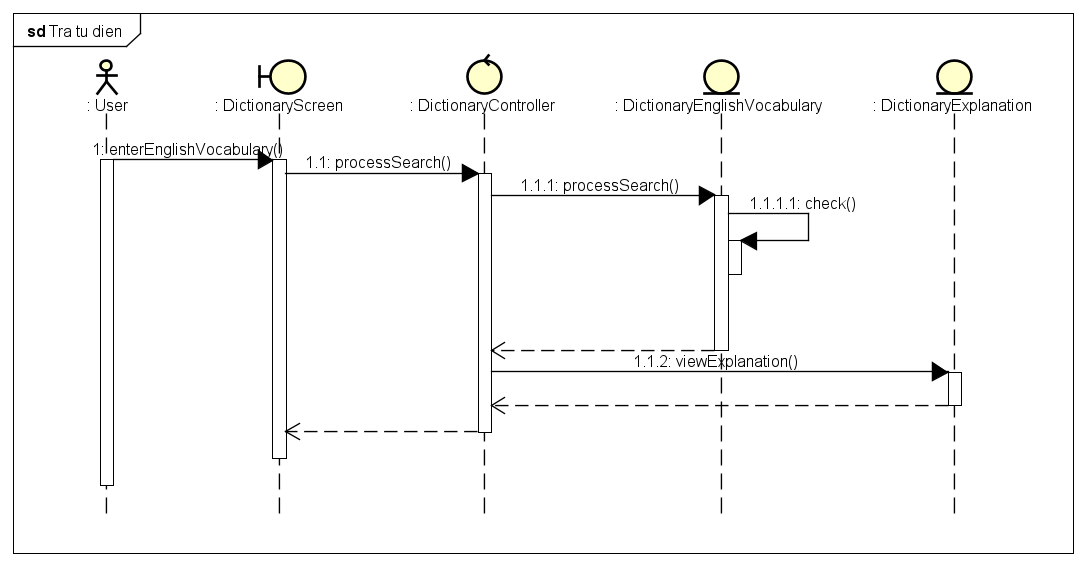 sd Tra tu dien
: User
: DictionaryScreen
: DictionaryController
: DictionaryEnglishVocabulary
: DictionaryExplanation
1: enterEnglishVocabulary()
1.1: processSearch()
1.1.1: processSearch()
1.1.1.1: check()
1.1.2: viewExplanation()